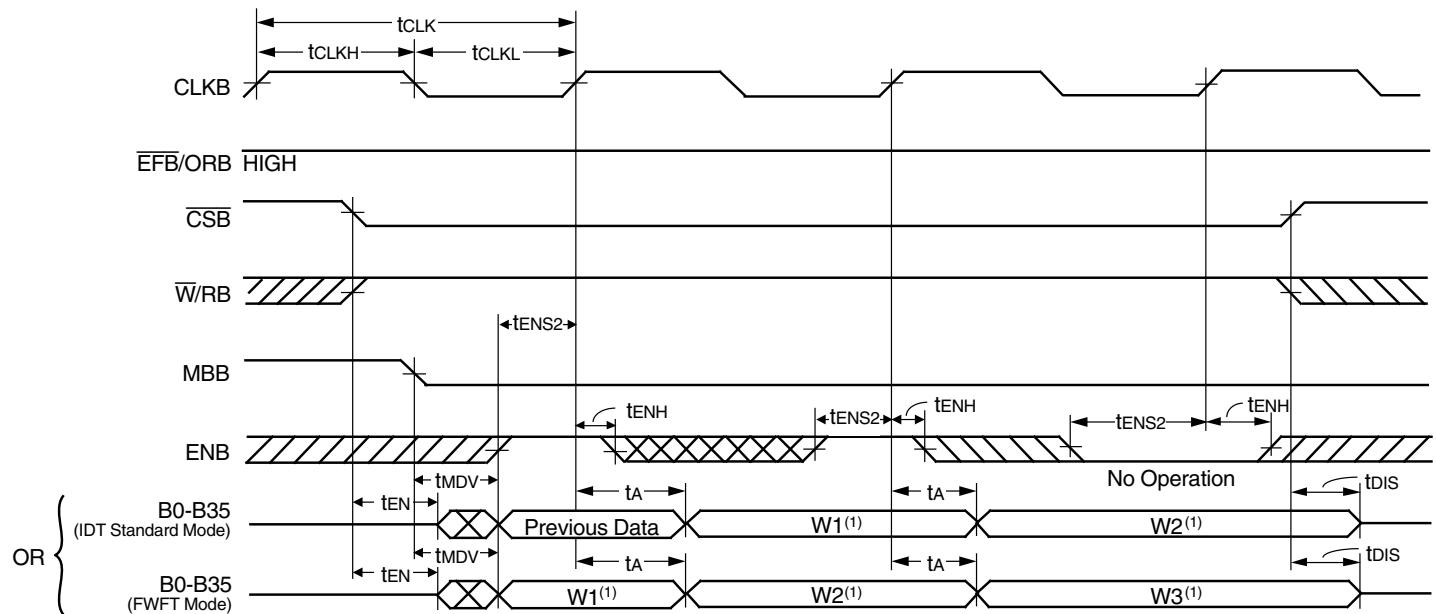 tCLK
tCLKH tCLKL
CLKB
EFB/ORB HIGH
CSB
W/RB
tENS2
MBB
tENH tENS2 tENH tENS2 tENH
ENB
No Operation
tMDV
tEN tA tA tDIS
B0-B35
(IDT Standard Mode)
Previous Data W1(1) W2(1)
OR
tMDV
tEN tA tA tDIS
B0-B35
(FWFT Mode)
W1(1) W2(1) W3(1)